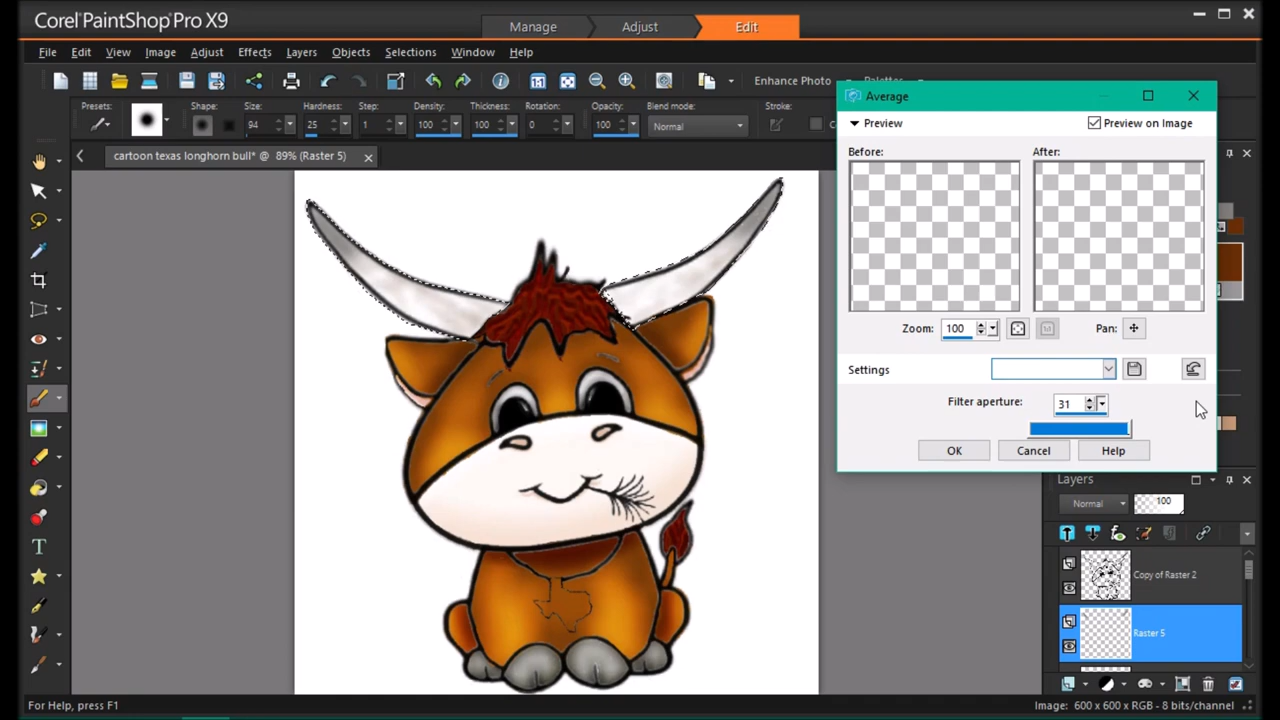 Corel PaintShop Pro X9
Manage
Adjust
Edit
File Edit View Image Adjust Effects Layers Objects Selections Window Help
Enhance Photo
Palettes
Presets: Shape: Size: Hardness: Step: Density: Thickness: Rotation: Opacity: Blend mode: Stroke:
94 25 1 100 100 0 100 Normal
cartoon texas longhorn bull* @ 89% (Raster 5)
Average
Preview
Preview on Image
Before: After:
Zoom: 100 Pan:
Settings
Filter aperture: 31
OK Cancel Help
Layers
Normal 100
Copy of Raster 2
Raster 5
For Help, press F1
Image: 600 x 600 x RGB - 8 bits/channel